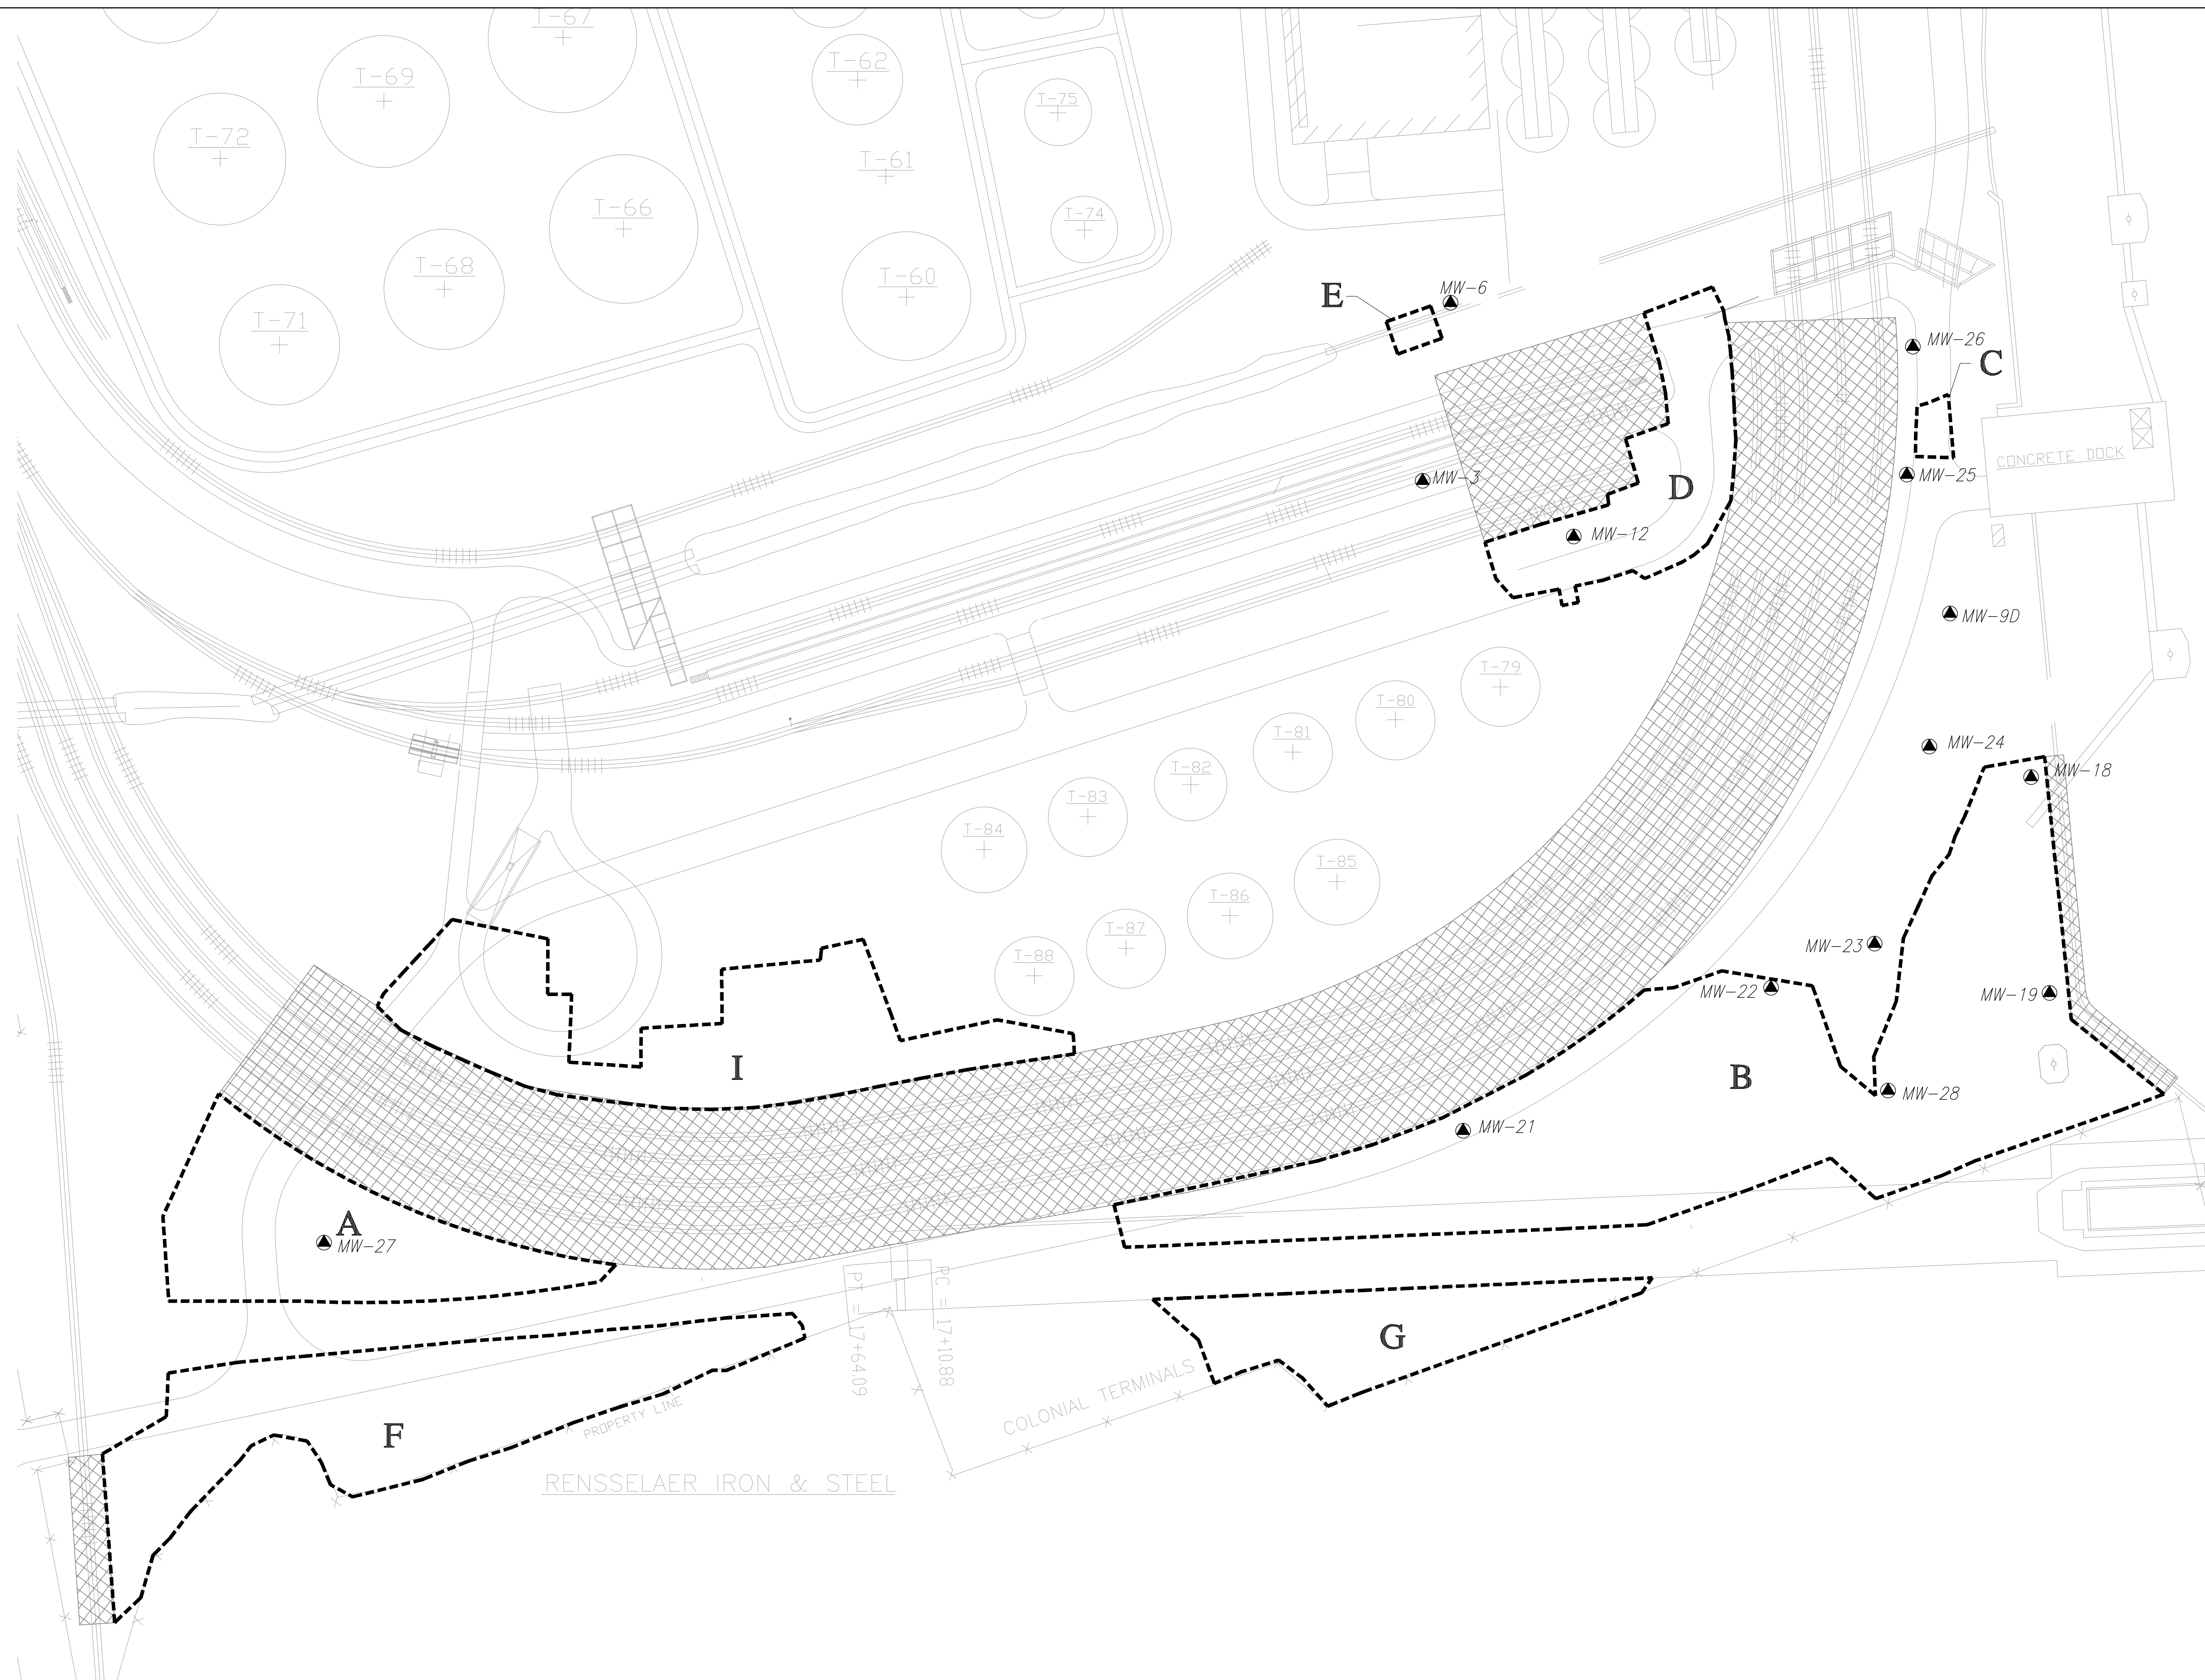 T-67
T-69
T-62
T-75
T-72
T-61
T-66
T-74
T-68
T-60
E
MW-6
T-71
MW-26
C
CONCRETE DOCK
MW-3
MW-25
D
MW-12
MW-9D
T-79
T-80
T-81
MW-24
T-82
MW-18
T-83
T-84
T-85
T-86
T-87
MW-23
T-88
MW-22
MW-19
I
B
MW-28
MW-21
A
MW-27
PT = 17+64.09
PC = 17+10.88
G
COLONIAL TERMINALS
PROPERTY LINE
F
RENSSELAER IRON & STEEL